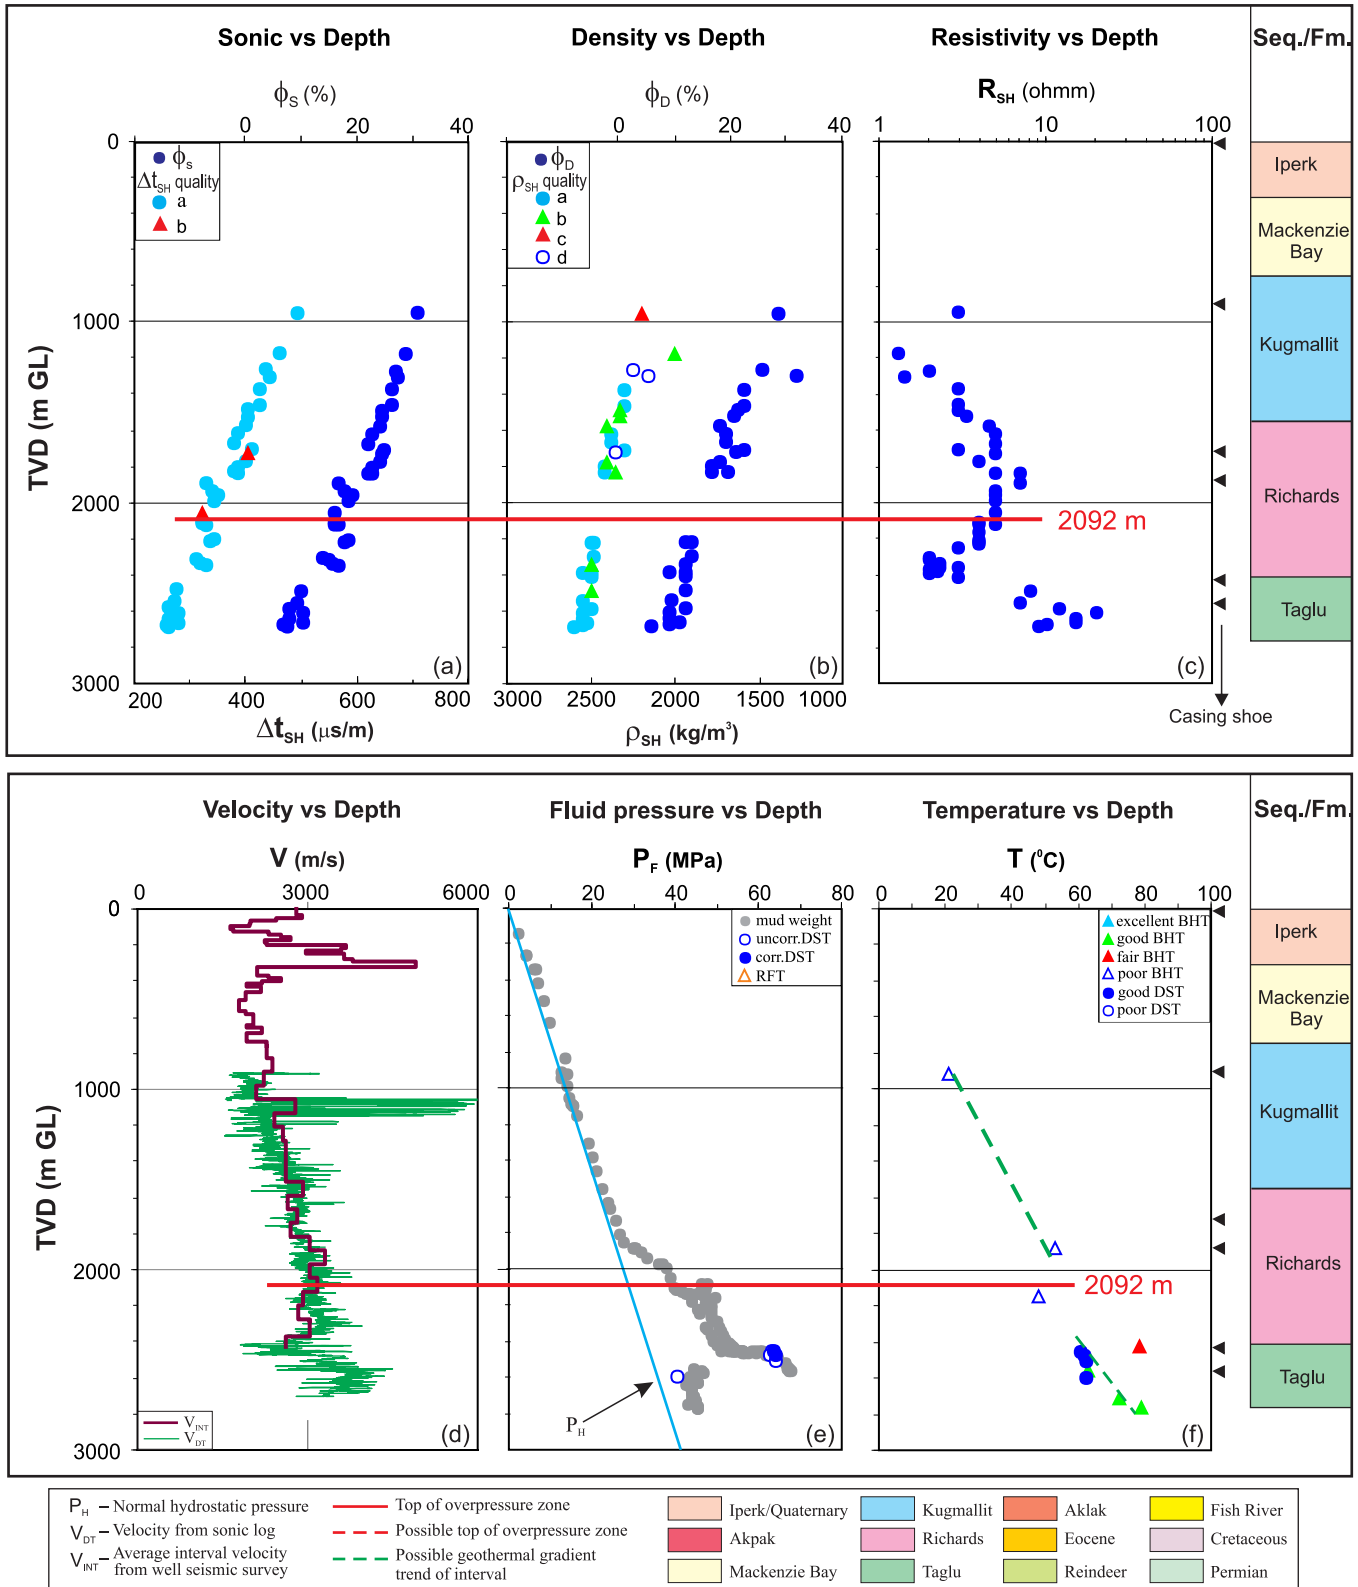 Sonic vs Depth
Density vs Depth
Resistivity vs Depth
Seq./Fm.
ϕS (%)
ϕD (%)
RSH (ohmm)
0 20 40
0 20 40
1 10 100
0
1000
2000
3000
TVD (m GL)
ϕs
ΔtSH quality
a
b
ϕD
ρSH quality
a
b
c
d
Iperk
Mackenzie
Bay
Kugmallit
Richards
Taglu
2092 m
(a)
(b)
(c)
200 400 600 800
3000 2500 2000 1500 1000
ΔtSH (μs/m)
ρSH (kg/m³)
Casing shoe
Velocity vs Depth
Fluid pressure vs Depth
Temperature vs Depth
Seq./Fm.
V (m/s)
PF (MPa)
T (⁰C)
0 3000 6000
0 20 40 60 80
0 20 40 60 80 100
0
1000
2000
3000
TVD (m GL)
mud weight
uncorr.DST
corr.DST
RFT
excellent BHT
good BHT
fair BHT
poor BHT
good DST
poor DST
Iperk
Mackenzie
Bay
Kugmallit
Richards
Taglu
2092 m
PH
VINT
VDT
(d)
(e)
(f)
PH – Normal hydrostatic pressure
VDT – Velocity from sonic log
VINT – Average interval velocity
from well seismic survey
Top of overpressure zone
Possible top of overpressure zone
Possible geothermal gradient
trend of interval
Iperk/Quaternary
Akpak
Mackenzie Bay
Kugmallit
Richards
Taglu
Aklak
Eocene
Reindeer
Fish River
Cretaceous
Permian